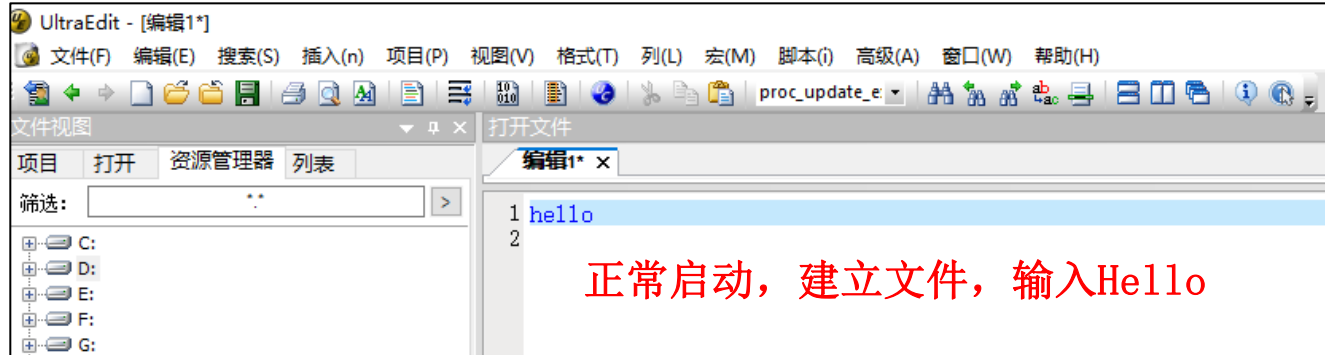 UltraEdit - [编辑1*]
文件(F) 编辑(E) 搜索(S) 插入(n) 项目(P) 视图(V) 格式(T) 列(L) 宏(M) 脚本(i) 高级(A) 窗口(W) 帮助(H)
proc_update_e
文件视图
打开文件
项目 打开 资源管理器 列表
编辑1*
筛选: *.*
1 hello
2
C:
D:
E:
F:
G:
正常启动，建立文件，输入Hello